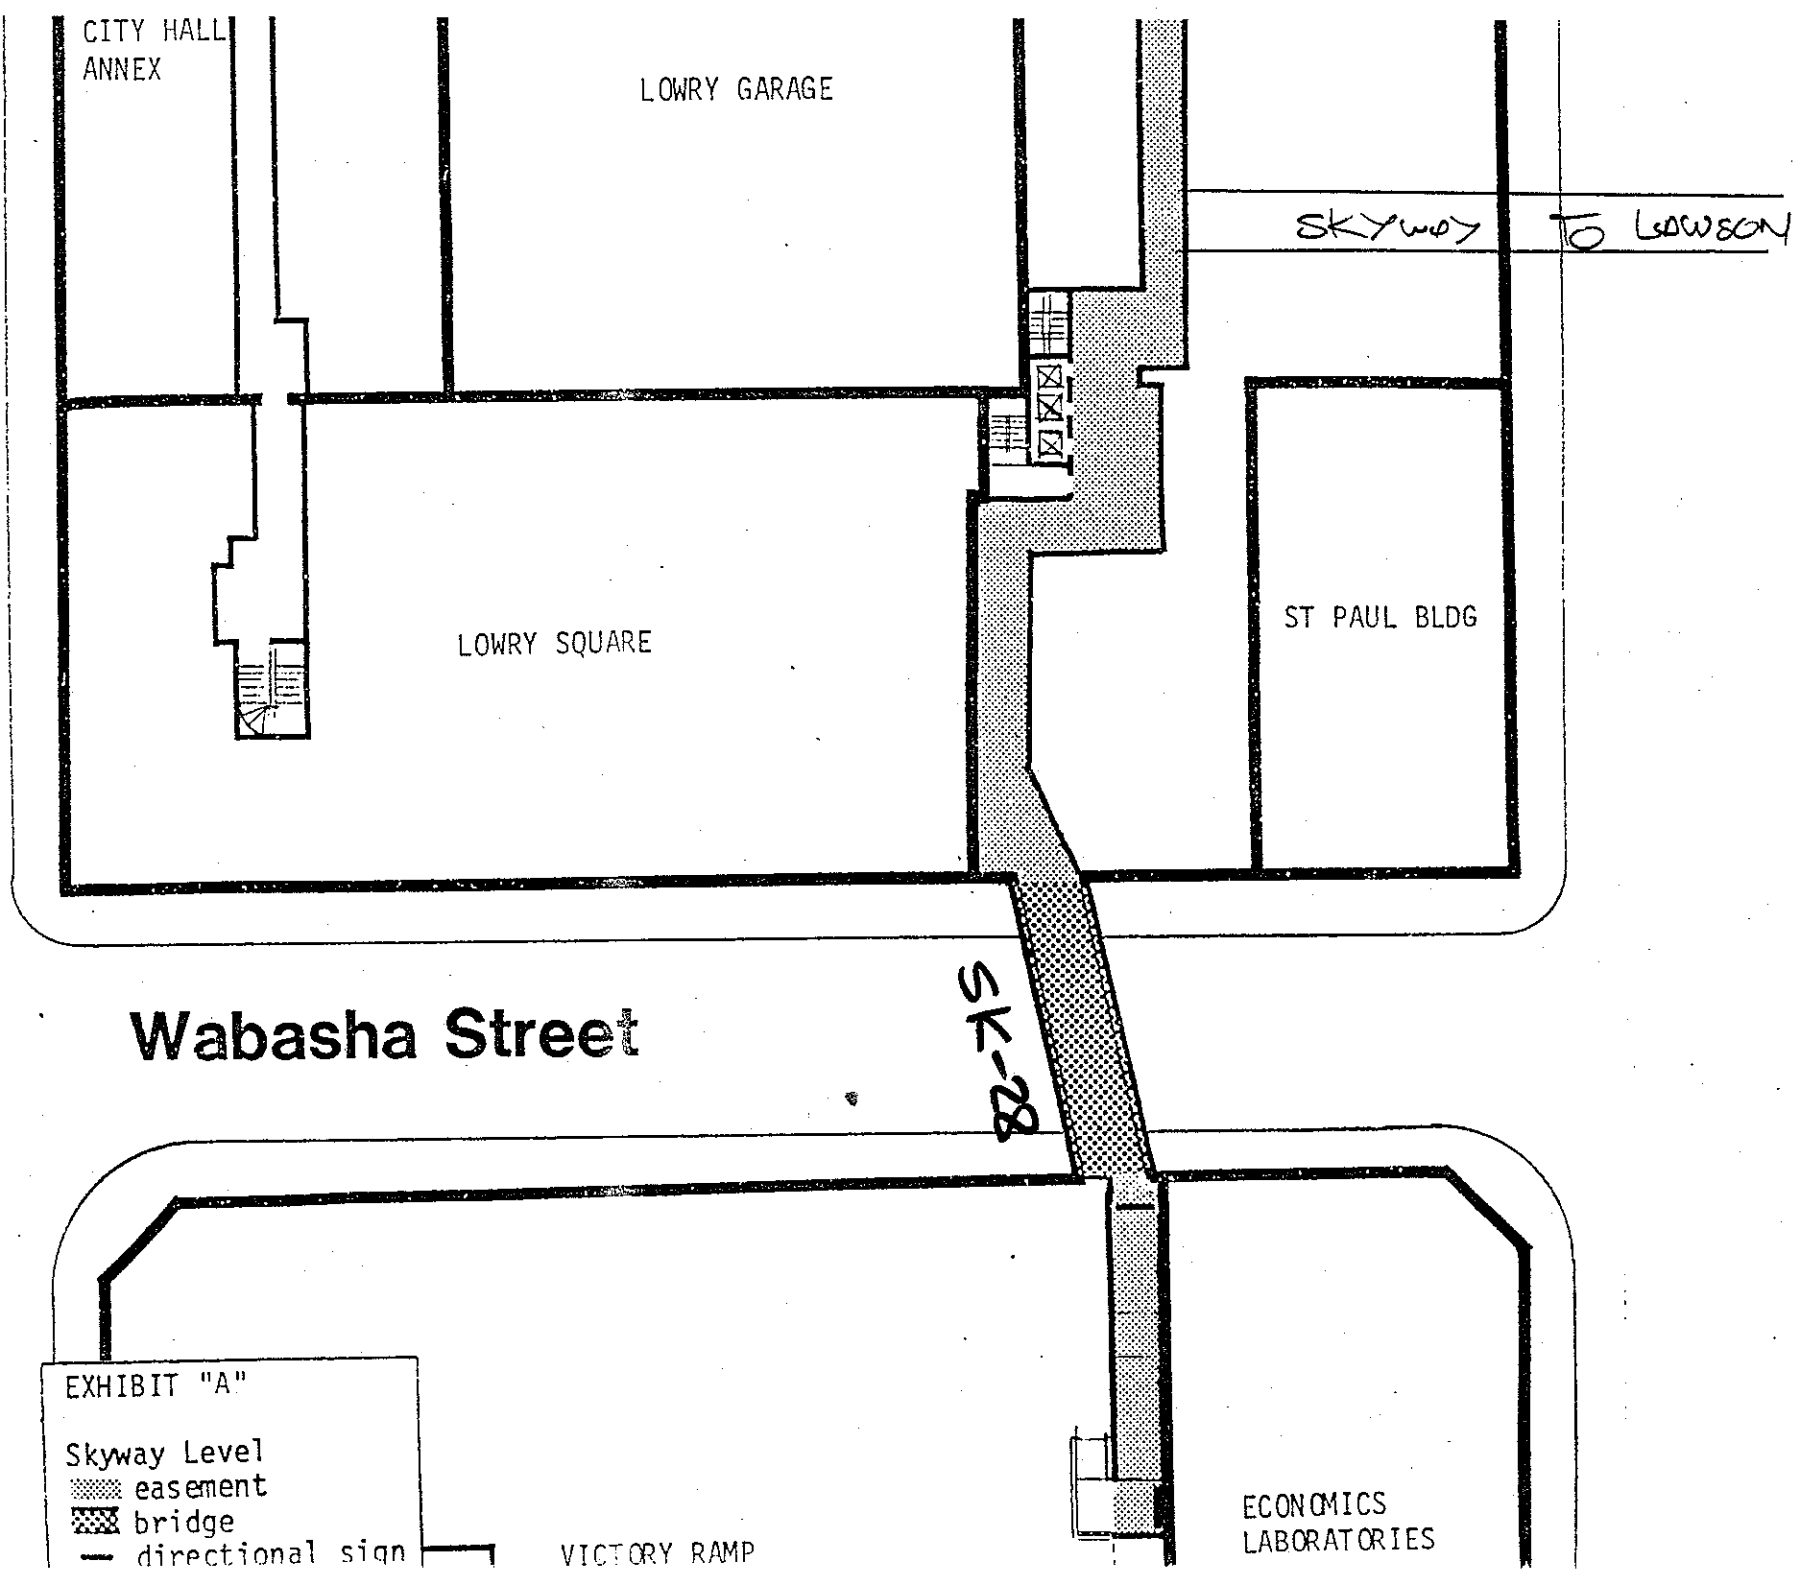 CITY HALL
ANNEX
LOWRY GARAGE
SKYWAY TO LAWSON
ST PAUL BLDG
LOWRY SQUARE
SK-28
Wabasha Street
EXHIBIT "A"
Skyway Level
easement
bridge
directional sign
VICTORY RAMP
ECONOMICS
LABORATORIES